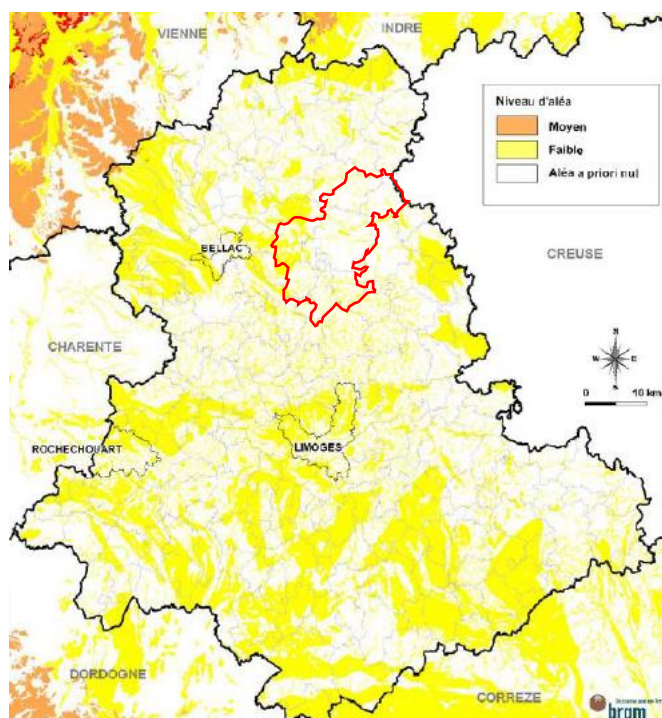 VIENNE
INDRE
Niveau d'aléa
Moyen
Faible
Aléa a priori nul
BELLAC
CREUSE
CHARENTE
N
W E
S
0 10 km
ROCHECHOUART
LIMOGES
DORDOGNE
CORREZE
brgm